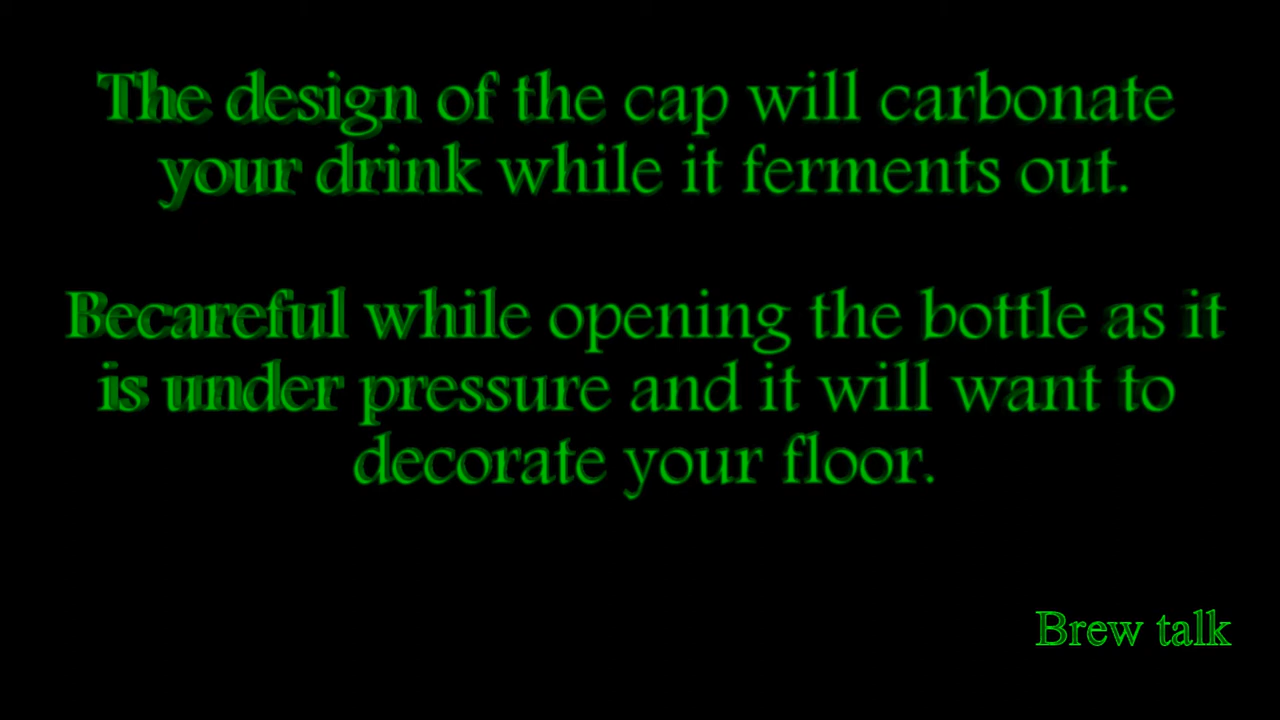 The design of the cap will carbonate
your drink while it ferments out.
Becareful while opening the bottle as it
is under pressure and it will want to
decorate your floor.
Brew talk